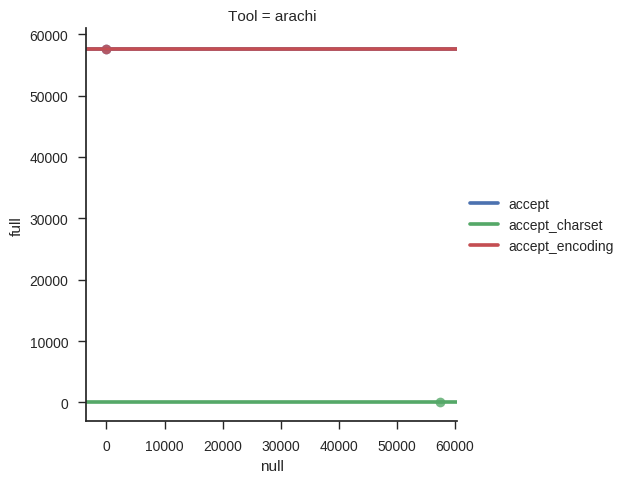 Tool = arachi
60000
50000
40000
30000
20000
10000
0
full
0 10000 20000 30000 40000 50000 60000
null
accept
accept_charset
accept_encoding